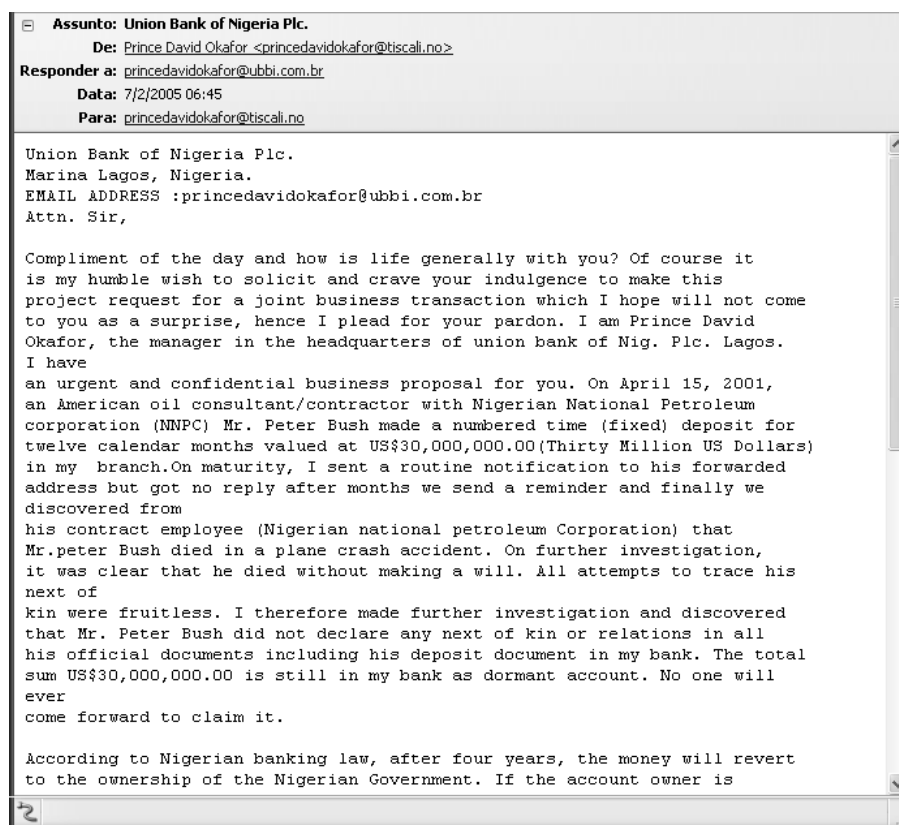 Assunto: Union Bank of Nigeria Plc.
De: Prince David Okafor <princedavidokafor@tiscali.no>
Responder a: princedavidokafor@ubbi.com.br
Data: 7/2/2005 06:45
Para: princedavidokafor@tiscali.no
Union Bank of Nigeria Plc.
Marina Lagos, Nigeria.
EMAIL ADDRESS :princedavidokafor@ubbi.com.br
Attn. Sir,
Compliment of the day and how is life generally with you? Of course it
is my humble wish to solicit and crave your indulgence to make this
project request for a joint business transaction which I hope will not come
to you as a surprise, hence I plead for your pardon. I am Prince David
Okafor, the manager in the headquarters of union bank of Nig. Plc. Lagos.
I have
an urgent and confidential business proposal for you. On April 15, 2001,
an American oil consultant/contractor with Nigerian National Petroleum
corporation (NNPC) Mr. Peter Bush made a numbered time (fixed) deposit for
twelve calendar months valued at US$30,000,000.00(Thirty Million US Dollars)
in my  branch.On maturity, I sent a routine notification to his forwarded
address but got no reply after months we send a reminder and finally we
discovered from
his contract employee (Nigerian national petroleum Corporation) that
Mr.peter Bush died in a plane crash accident. On further investigation,
it was clear that he died without making a will. All attempts to trace his
next of
kin were fruitless. I therefore made further investigation and discovered
that Mr. Peter Bush did not declare any next of kin or relations in all
his official documents including his deposit document in my bank. The total
sum US$30,000,000.00 is still in my bank as dormant account. No one will
ever
come forward to claim it.
According to Nigerian banking law, after four years, the money will revert
to the ownership of the Nigerian Government. If the account owner is